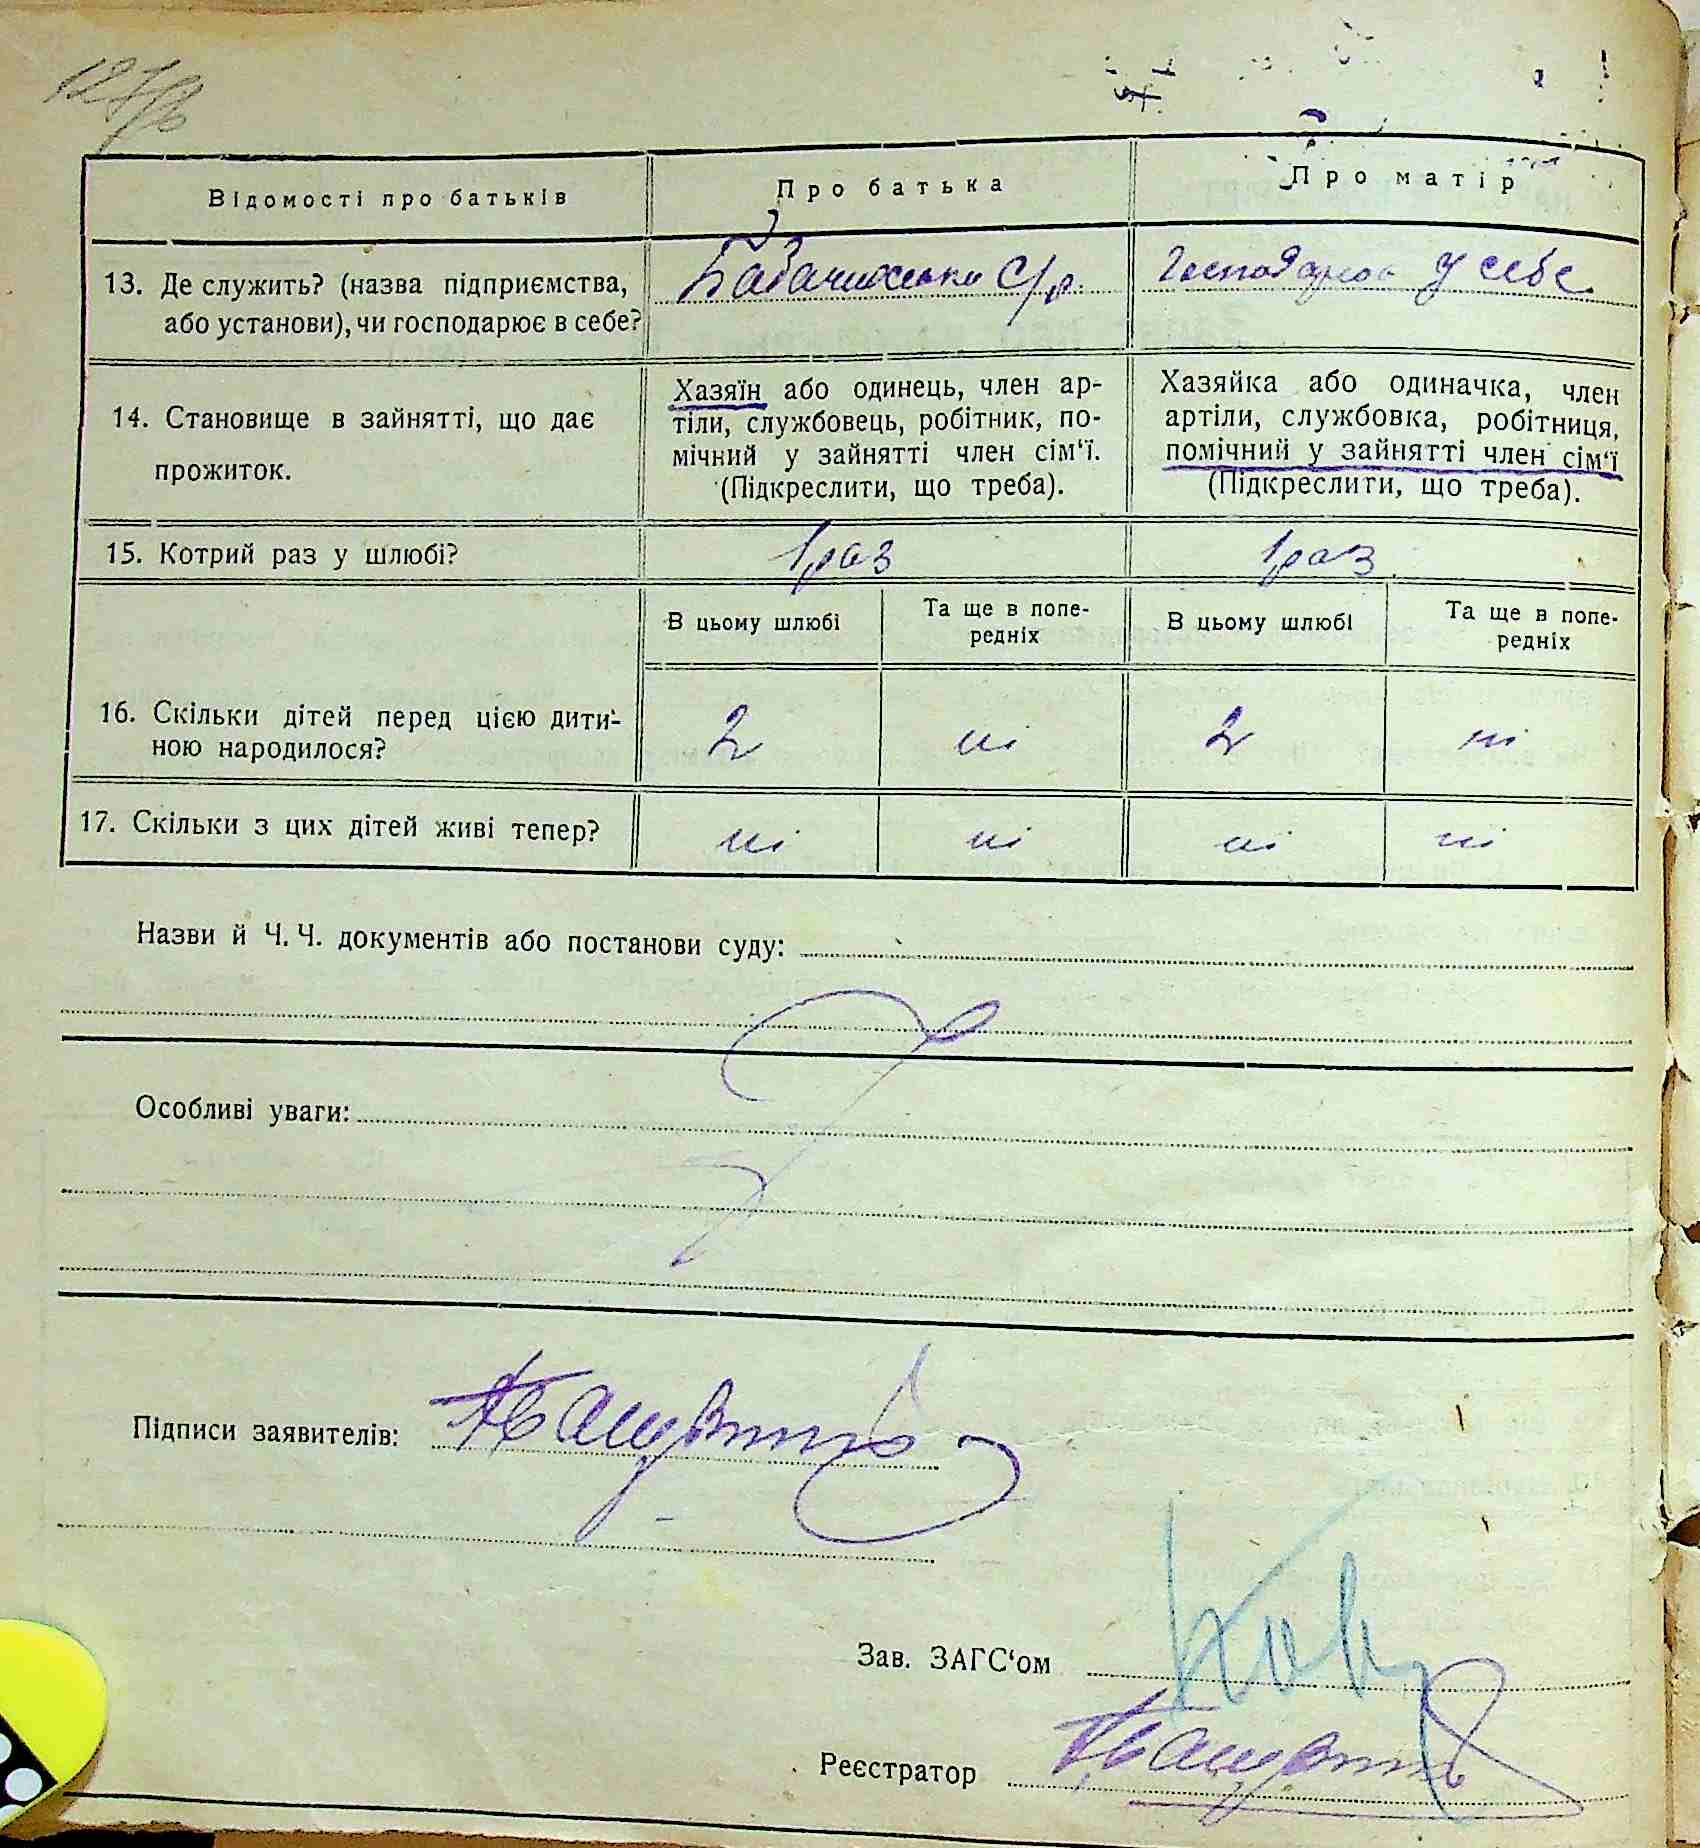 Відомості про батьків
Про батька
Про матір
13. Де служить? (назва підприємства,
або установи), чи господарює в себе?
с/р.
у себе
14. Становище в зайнятті, що дає
прожиток.
Хазяїн або одинець, член ар-
тіли, службовець, робітник, по-
мічний у зайнятті член сім‘ї.
(Підкреслити, що треба).
Хазяйка або одиначка, член
артіли, службовка, робітниця,
помічний у зайнятті член сім‘ї
(Підкреслити, що треба).
15. Котрий раз у шлюбі?
1 раз
1 раз
В цьому шлюбі
Та ще в попе-
редніх
В цьому шлюбі
Та ще в попе-
редніх
16. Скільки дітей перед цією дити-
ною народилося?
2
ні
2
ні
17. Скільки з цих дітей живі тепер?
ні
ні
ні
ні
Назви й Ч. Ч. документів або постанови суду:
Особливі уваги:
Підписи заявителів:
Зав. ЗАГС‘ом
Реєстратор